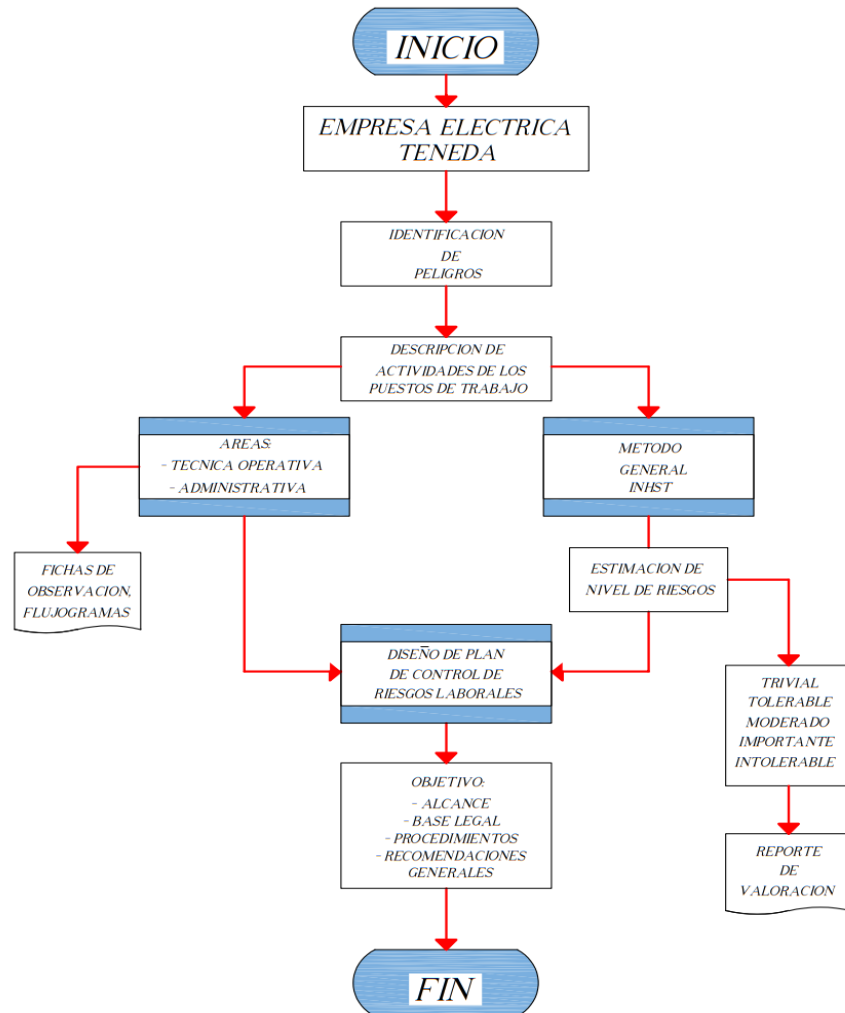 INICIO
EMPRESA ELECTRICA
TENEDA
IDENTIFICACION
DE
PELIGROS
DESCRIPCION DE
ACTIVIDADES DE LOS
PUESTOS DE TRABAJO
AREAS:
- TECNICA OPERATIVA
- ADMINISTRATIVA
METODO
GENERAL
INHST
FICHAS DE
OBSERVACION,
FLUJOGRAMAS
ESTIMACION DE
NIVEL DE RIESGOS
DISEÑO DE PLAN
DE CONTROL DE
RIESGOS LABORALES
TRIVIAL
TOLERABLE
MODERADO
IMPORTANTE
INTOLERABLE
OBJETIVO:
- ALCANCE
- BASE LEGAL
- PROCEDIMIENTOS
- RECOMENDACIONES
GENERALES
REPORTE
DE
VALORACION
FIN